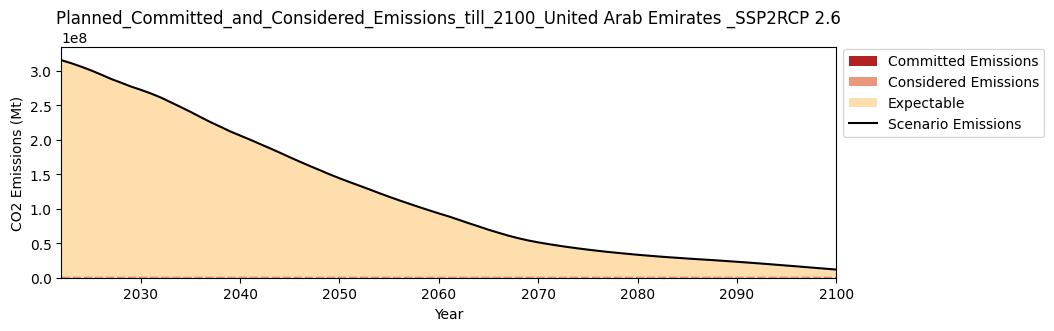 Planned_Committed_and_Considered_Emissions_till_2100_United Arab Emirates _SSP2RCP 2.6
1e8
3.0
2.5
2.0
1.5
1.0
0.5
0.0
CO2 Emissions (Mt)
2030 2040 2050 2060 2070 2080 2090 2100
Year
Committed Emissions
Considered Emissions
Expectable
Scenario Emissions